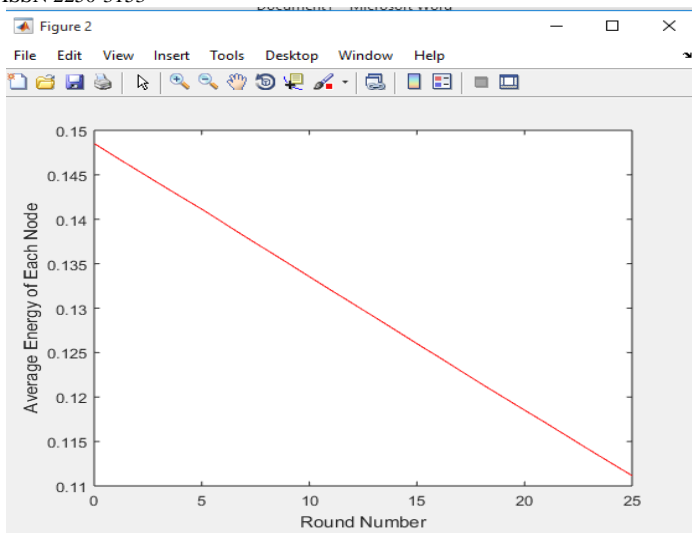 Figure 2
File Edit View Insert Tools Desktop Window Help
0.15
0.145
0.14
0.135
0.13
0.125
0.12
0.115
0.11
Average Energy of Each Node
0 5 10 15 20 25
Round Number